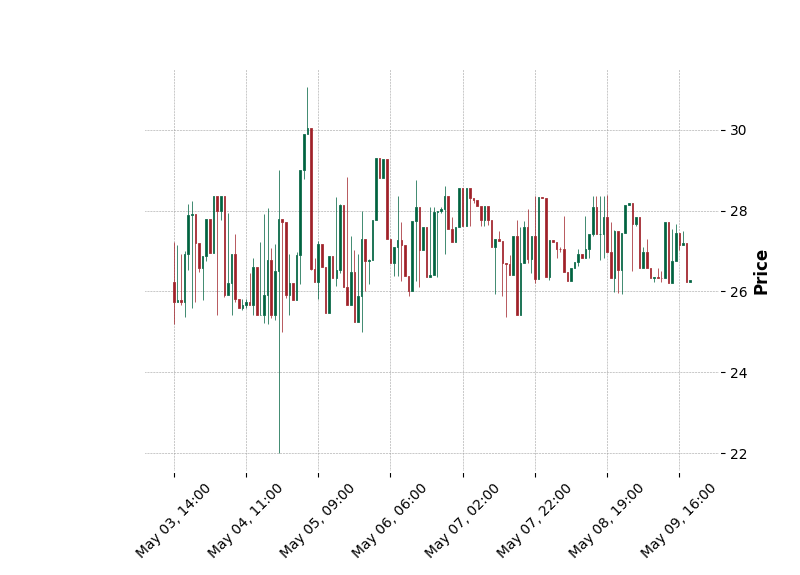 30
28
26
24
22
Price
May 03, 14:00
May 04, 11:00
May 05, 09:00
May 06, 06:00
May 07, 02:00
May 07, 22:00
May 08, 19:00
May 09, 16:00